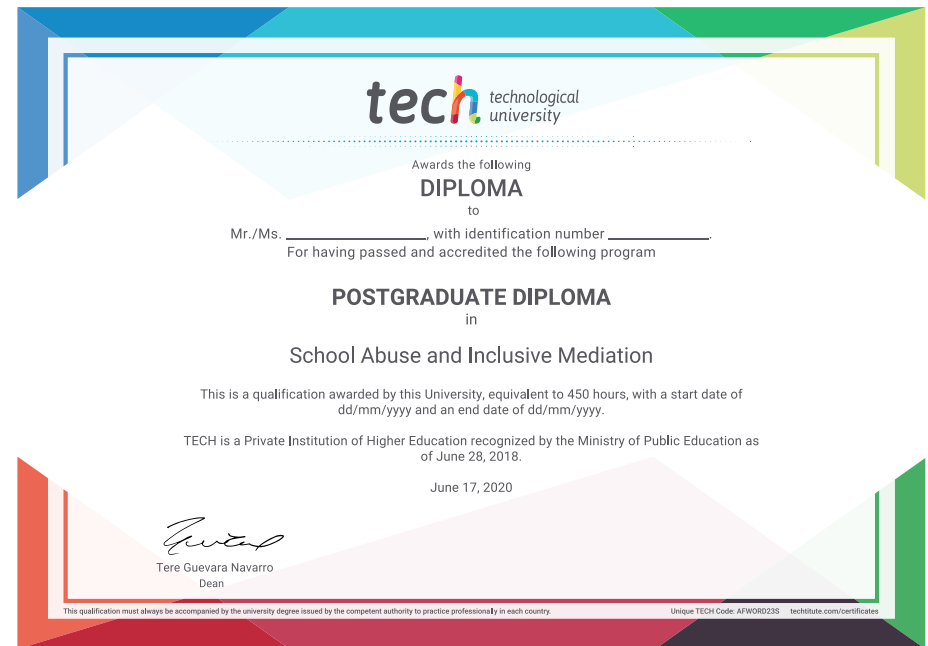 tech technological
university
Awards the following
DIPLOMA
to
Mr./Ms. ____________________, with identification number ______________.
For having passed and accredited the following program
POSTGRADUATE DIPLOMA
in
School Abuse and Inclusive Mediation
This is a qualification awarded by this University, equivalent to 450 hours, with a start date of
dd/mm/yyyy and an end date of dd/mm/yyyy.
TECH is a Private Institution of Higher Education recognized by the Ministry of Public Education as
of June 28, 2018.
June 17, 2020
Tere Guevara Navarro
Dean
This qualification must always be accompanied by the university degree issued by the competent authority to practice professionally in each country.
Unique TECH Code: AFWORD23S techtitute.com/certificates